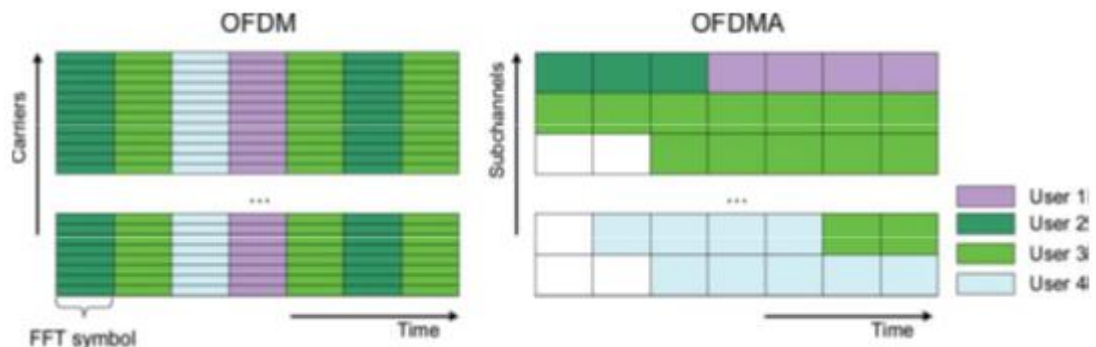 OFDM
OFDMA
Carriers
Subchannels
...
...
User 1
User 2
User 3
User 4
FFT symbol
Time
Time